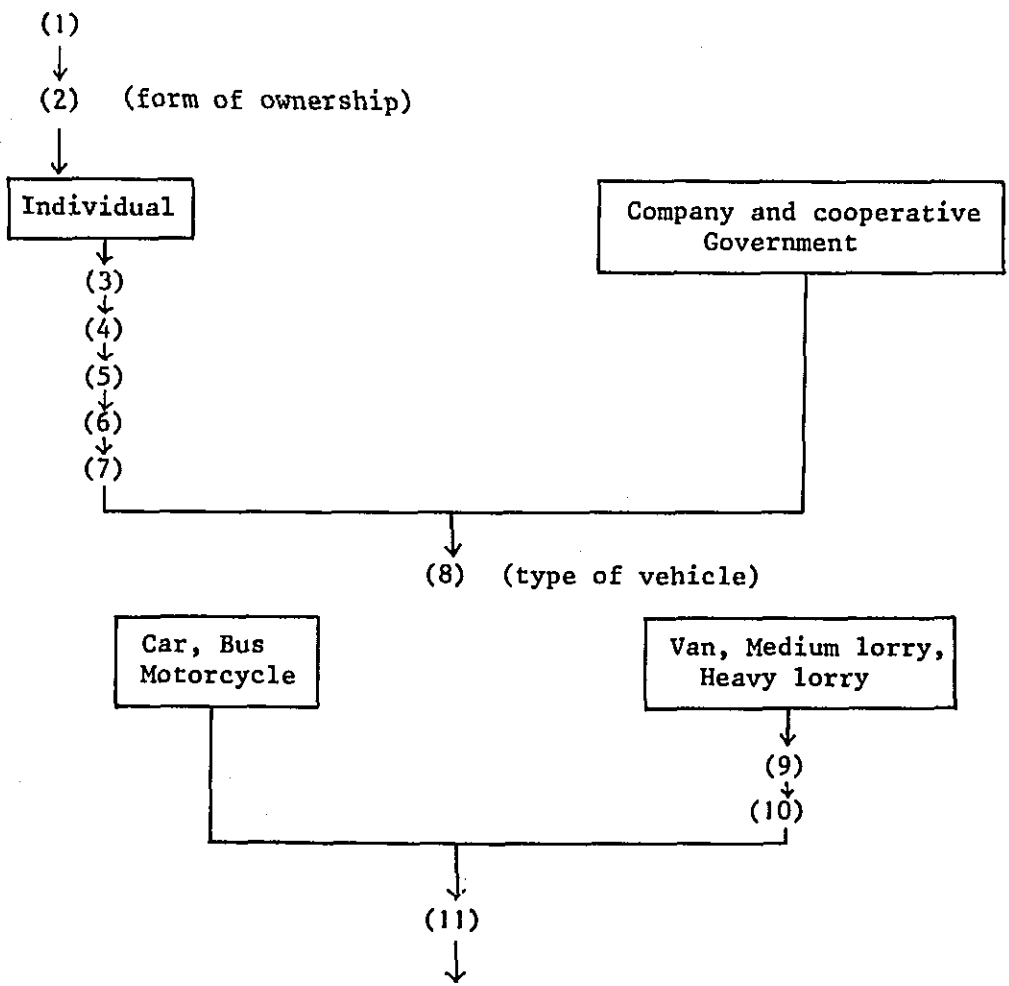 (1)
(2) (form of ownership)
Individual
Company and cooperative
Government
(3)
(4)
(5)
(6)
(7)
(8) (type of vehicle)
Car, Bus
Motorcycle
Van, Medium lorry,
Heavy lorry
(9)
(10)
(11)